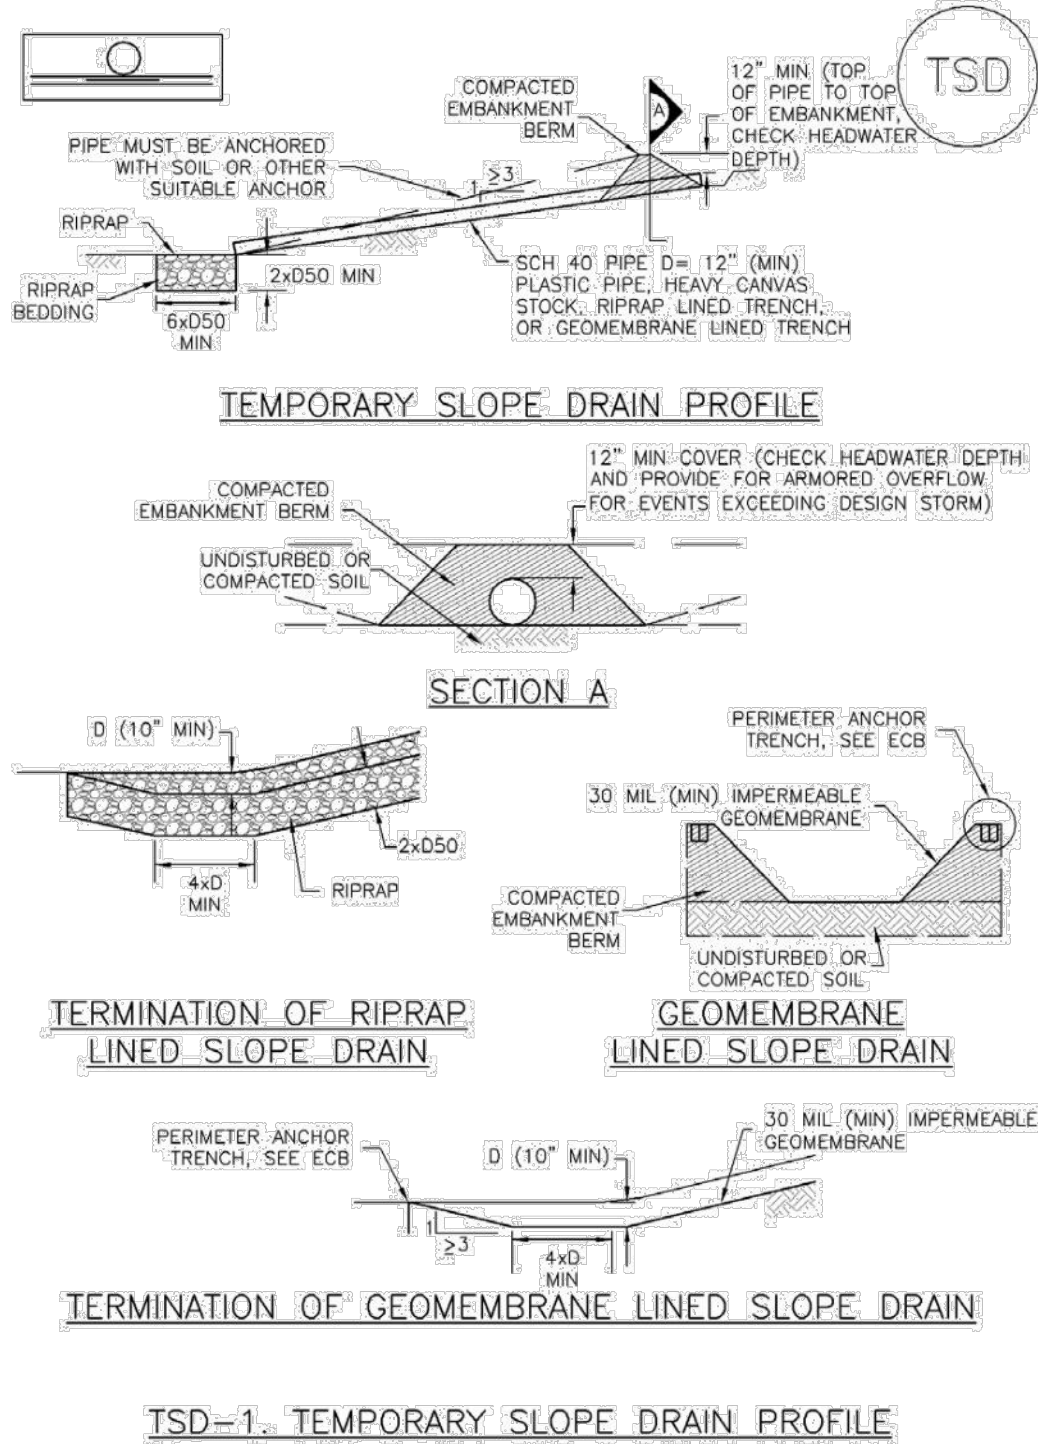 TSD
12" MIN (TOP
OF PIPE TO TOP
OF EMBANKMENT,
CHECK HEADWATER
DEPTH)
COMPACTED
EMBANKMENT
BERM
A
PIPE MUST BE ANCHORED
WITH SOIL OR OTHER
SUITABLE ANCHOR
≥3
1
RIPRAP
2xD50 MIN
RIPRAP
BEDDING
6xD50
MIN
SCH 40 PIPE D= 12" (MIN)
PLASTIC PIPE, HEAVY CANVAS
STOCK, RIPRAP LINED TRENCH,
OR GEOMEMBRANE LINED TRENCH
TEMPORARY SLOPE DRAIN PROFILE
12" MIN COVER (CHECK HEADWATER DEPTH
AND PROVIDE FOR ARMORED OVERFLOW
FOR EVENTS EXCEEDING DESIGN STORM)
COMPACTED
EMBANKMENT BERM
UNDISTURBED OR
COMPACTED SOIL
SECTION A
D (10" MIN)
2xD50
4xD
MIN
RIPRAP
TERMINATION OF RIPRAP
LINED SLOPE DRAIN
PERIMETER ANCHOR
TRENCH, SEE ECB
30 MIL (MIN) IMPERMEABLE
GEOMEMBRANE
COMPACTED
EMBANKMENT
BERM
UNDISTURBED OR
COMPACTED SOIL
GEOMEMBRANE
LINED SLOPE DRAIN
PERIMETER ANCHOR
TRENCH, SEE ECB
D (10" MIN)
30 MIL (MIN) IMPERMEABLE
GEOMEMBRANE
1
≥3
4xD
MIN
TERMINATION OF GEOMEMBRANE LINED SLOPE DRAIN
TSD-1. TEMPORARY SLOPE DRAIN PROFILE